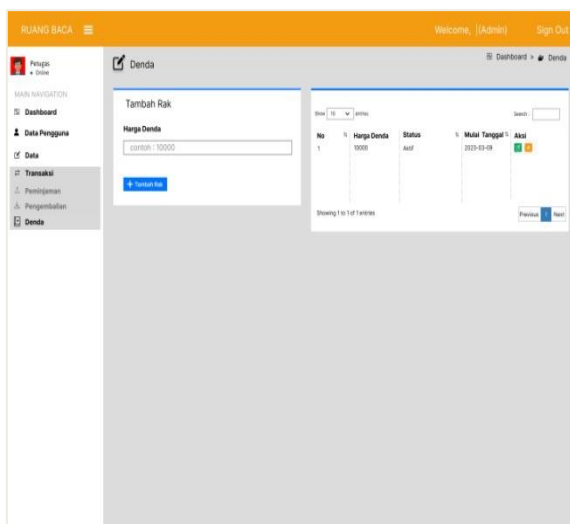 RUANG BACA
Welcome, |(Admin) Sign Out
Petugas
Online
MAIN NAVIGATION
Dashboard
Data Pengguna
Data
Transaksi
Peminjaman
Pengembalian
Denda
Denda
Dashboard > Denda
Tambah Rak
Harga Denda
contoh : 10000
+ Tambah Rak
Show 10 entries
Search :
No Harga Denda Status Mulai Tanggal Aksi
1 10000 Aktif 2023-03-09
Showing 1 to 1 of 1 entries
Previous 1 Next